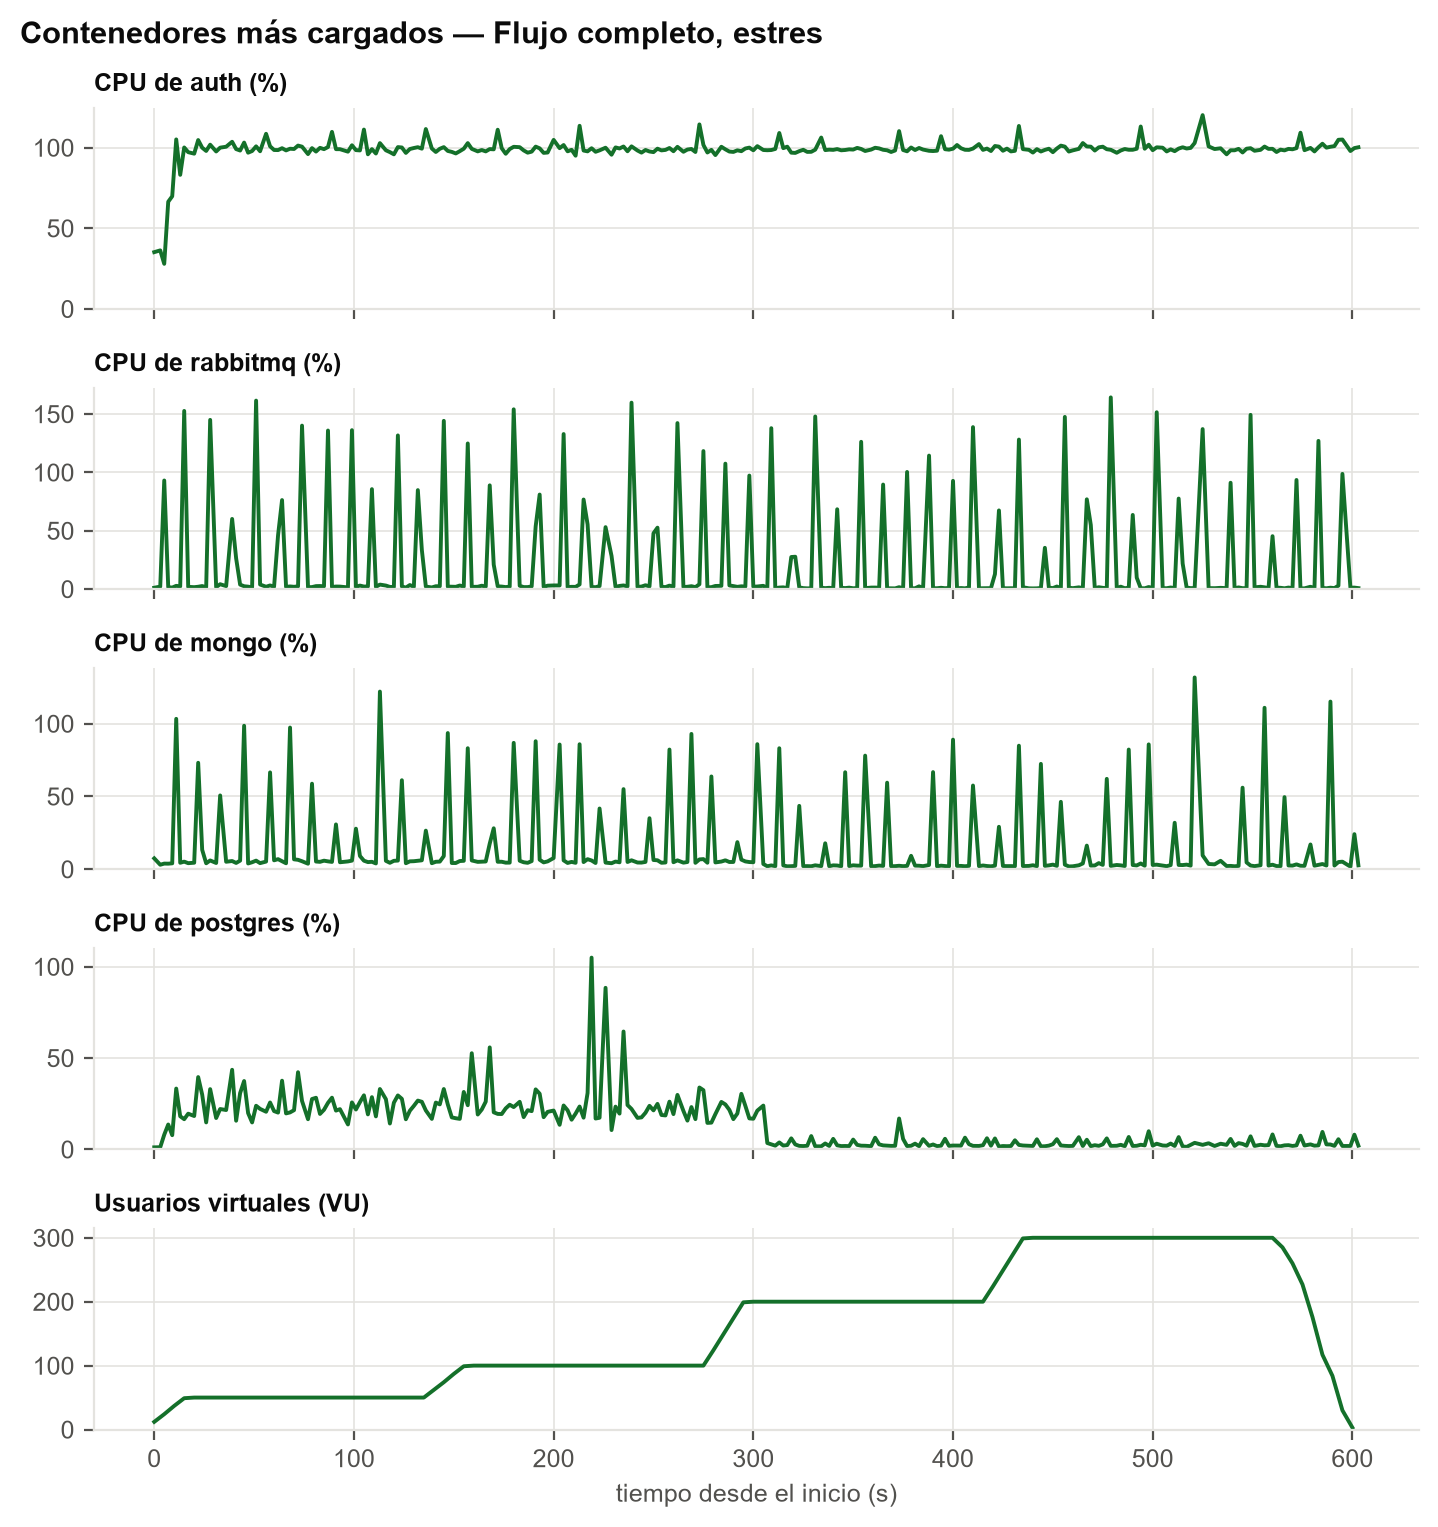 Contenedores más cargados — Flujo completo, estres
CPU de auth (%)
100
50
0
CPU de rabbitmq (%)
150
100
50
0
CPU de mongo (%)
100
50
0
CPU de postgres (%)
100
50
0
Usuarios virtuales (VU)
300
200
100
0
0 100 200 300 400 500 600
tiempo desde el inicio (s)